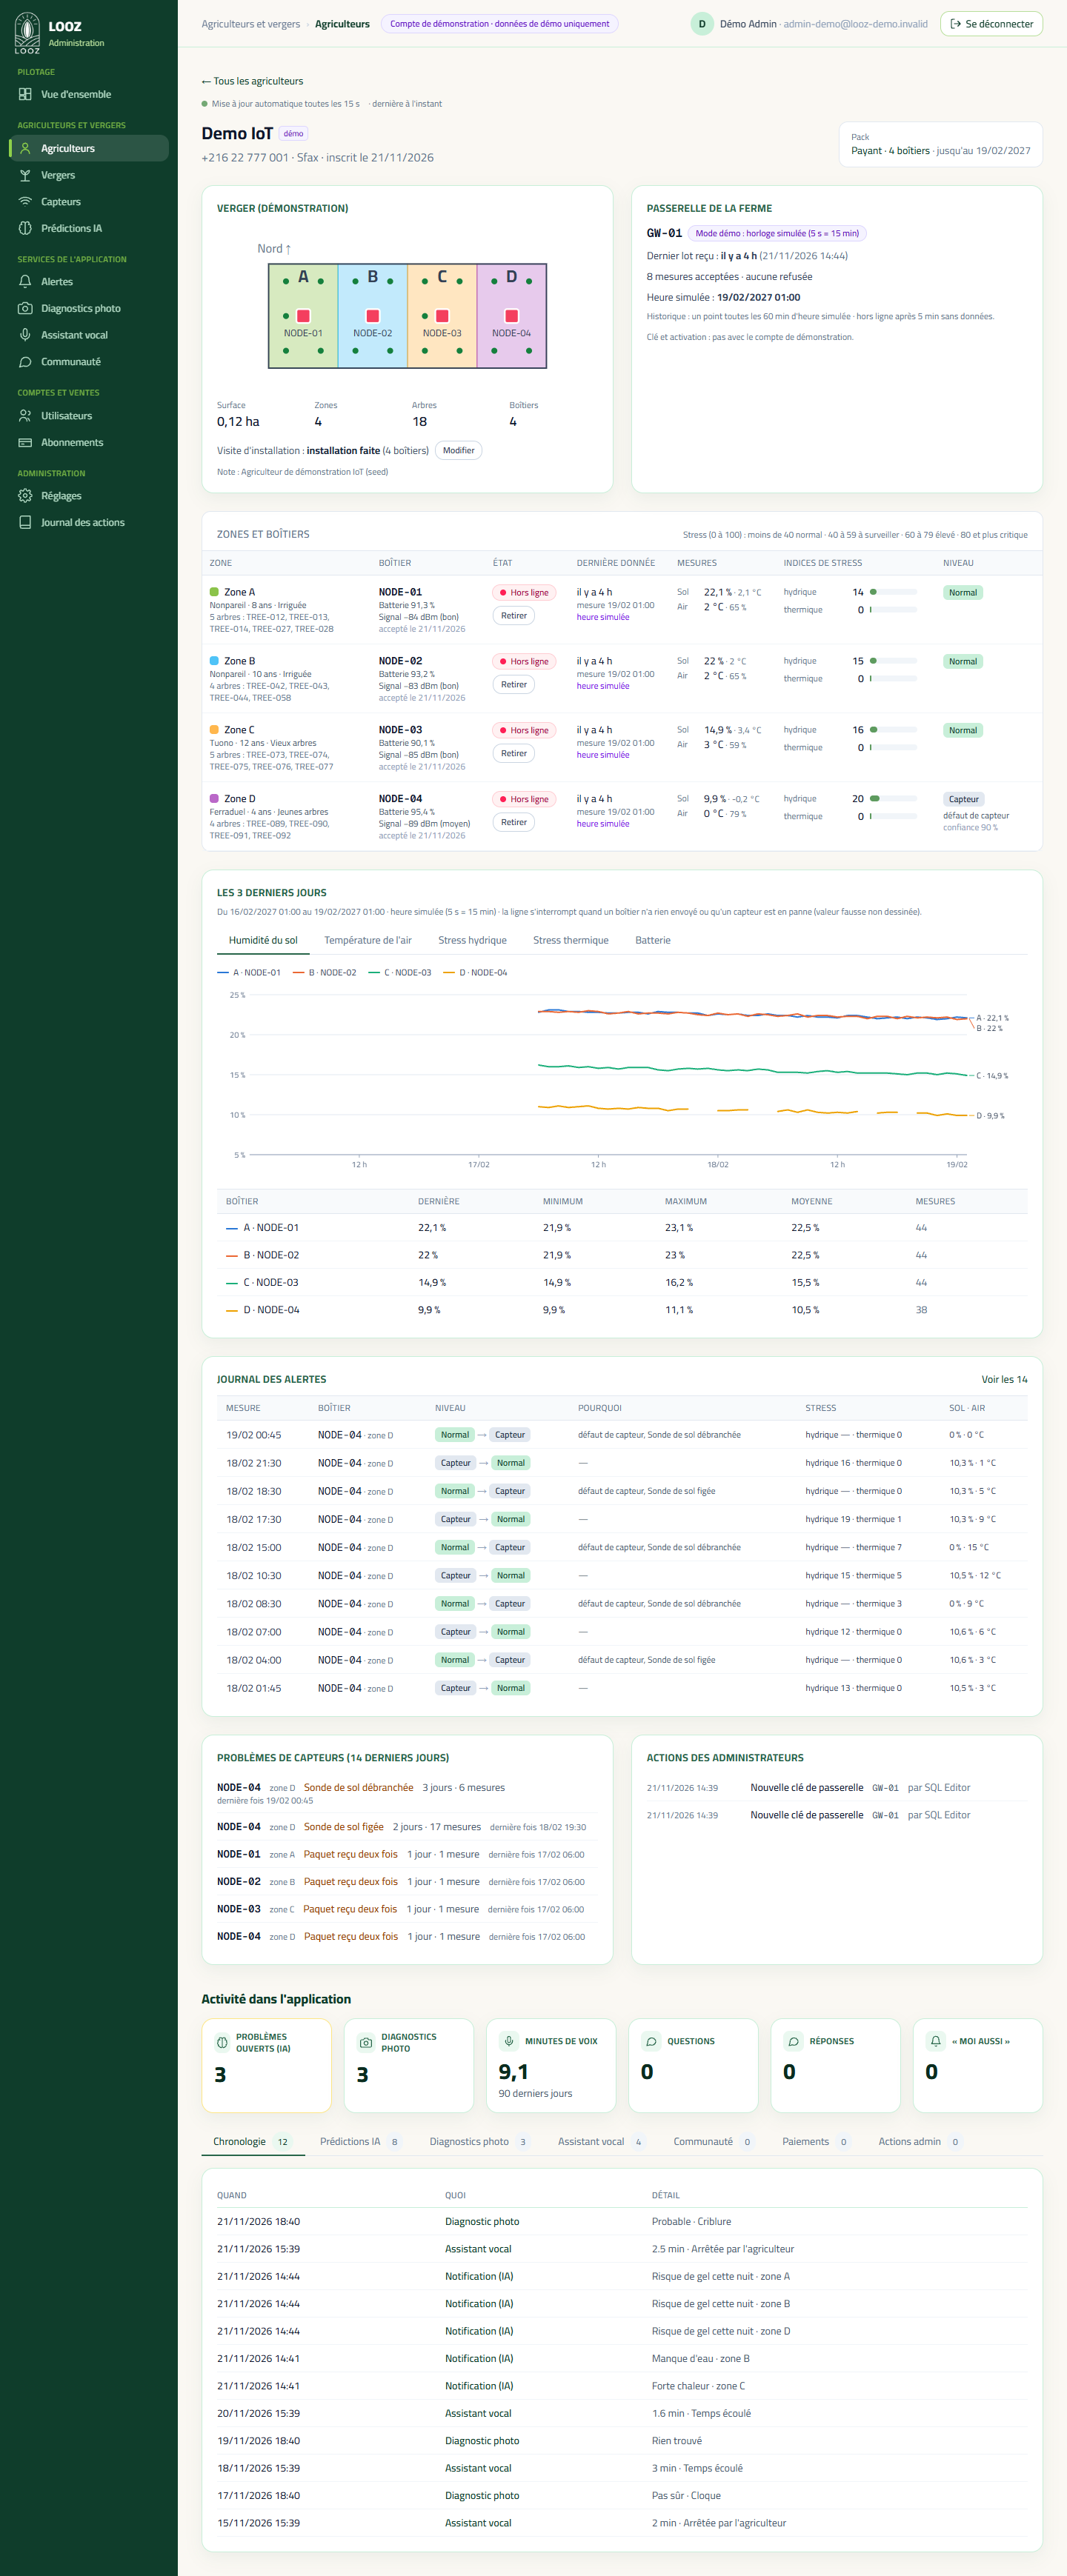 LOOZ
Administration
LOOZ
PILOTAGE
Vue d'ensemble
AGRICULTEURS ET VERGERS
Agriculteurs
Vergers
Capteurs
Prédictions IA
SERVICES DE L'APPLICATION
Alertes
Diagnostics photo
Assistant vocal
Communauté
COMPTES ET VENTES
Utilisateurs
Abonnements
ADMINISTRATION
Réglages
Journal des actions
Agriculteurs et vergers › Agriculteurs Compte de démonstration · données de démo uniquement
D Démo Admin · admin-demo@looz-demo.invalid Se déconnecter
← Tous les agriculteurs
Mise à jour automatique toutes les 15 s · dernière à l'instant
Demo IoT démo
+216 22 777 001 · Sfax · inscrit le 21/11/2026
Pack
Payant · 4 boîtiers · jusqu'au 19/02/2027
VERGER (DÉMONSTRATION)
Nord ↑
A B C D
NODE-01 NODE-02 NODE-03 NODE-04
Surface Zones Arbres Boîtiers
0,12 ha 4 18 4
Visite d'installation : installation faite (4 boîtiers) Modifier
Note : Agriculteur de démonstration IoT (seed)
PASSERELLE DE LA FERME
GW-01 Mode démo : horloge simulée (5 s = 15 min)
Dernier lot reçu : il y a 4 h (21/11/2026 14:44)
8 mesures acceptées · aucune refusée
Heure simulée : 19/02/2027 01:00
Historique : un point toutes les 60 min d'heure simulée · hors ligne après 5 min sans données.
Clé et activation : pas avec le compte de démonstration.
ZONES ET BOÎTIERS Stress (0 à 100) : moins de 40 normal · 40 à 59 à surveiller · 60 à 79 élevé · 80 et plus critique
ZONE BOÎTIER ÉTAT DERNIÈRE DONNÉE MESURES INDICES DE STRESS NIVEAU
Zone A NODE-01 Hors ligne il y a 4 h Sol 22,1 % · 2,1 °C hydrique 14 Normal
Nonpareil · 8 ans · Irriguée Batterie 91,3 % mesure 19/02 01:00 Air 2 °C · 65 % thermique 0
5 arbres : TREE-012, TREE-013, Signal −84 dBm (bon) Retirer heure simulée
TREE-014, TREE-027, TREE-028 accepté le 21/11/2026
Zone B NODE-02 Hors ligne il y a 4 h Sol 22 % · 2 °C hydrique 15 Normal
Nonpareil · 10 ans · Irriguée Batterie 93,2 % mesure 19/02 01:00 Air 2 °C · 65 % thermique 0
4 arbres : TREE-042, TREE-043, Signal −83 dBm (bon) Retirer heure simulée
TREE-044, TREE-058 accepté le 21/11/2026
Zone C NODE-03 Hors ligne il y a 4 h Sol 14,9 % · 3,4 °C hydrique 16 Normal
Tuono · 12 ans · Vieux arbres Batterie 90,1 % mesure 19/02 01:00 Air 3 °C · 59 % thermique 0
5 arbres : TREE-073, TREE-074, Signal −85 dBm (bon) Retirer heure simulée
TREE-075, TREE-076, TREE-077 accepté le 21/11/2026
Zone D NODE-04 Hors ligne il y a 4 h Sol 9,9 % · -0,2 °C hydrique 20 Capteur
Ferraduel · 4 ans · Jeunes arbres Batterie 95,4 % mesure 19/02 01:00 Air 0 °C · 79 % thermique 0 défaut de capteur
4 arbres : TREE-089, TREE-090, Signal −89 dBm (moyen) Retirer heure simulée confiance 90 %
TREE-091, TREE-092 accepté le 21/11/2026
LES 3 DERNIERS JOURS
Du 16/02/2027 01:00 au 19/02/2027 01:00 · heure simulée (5 s = 15 min) · la ligne s'interrompt quand un boîtier n'a rien envoyé ou qu'un capteur est en panne (valeur fausse non dessinée).
Humidité du sol Température de l'air Stress hydrique Stress thermique Batterie
A · NODE-01 B · NODE-02 C · NODE-03 D · NODE-04
25 %
A · 22,1 %
B · 22 %
20 %
15 % C · 14,9 %
10 % D · 9,9 %
5 %
12 h 17/02 12 h 18/02 12 h 19/02
BOÎTIER DERNIÈRE MINIMUM MAXIMUM MOYENNE MESURES
A · NODE-01 22,1 % 21,9 % 23,1 % 22,5 % 44
B · NODE-02 22 % 21,9 % 23 % 22,5 % 44
C · NODE-03 14,9 % 14,9 % 16,2 % 15,5 % 44
D · NODE-04 9,9 % 9,9 % 11,1 % 10,5 % 38
JOURNAL DES ALERTES Voir les 14
MESURE BOÎTIER NIVEAU POURQUOI STRESS SOL · AIR
19/02 00:45 NODE-04 · zone D Normal → Capteur défaut de capteur, Sonde de sol débranchée hydrique — · thermique 0 0 % · 0 °C
18/02 21:30 NODE-04 · zone D Capteur → Normal — hydrique 16 · thermique 0 10,3 % · 1 °C
18/02 18:30 NODE-04 · zone D Normal → Capteur défaut de capteur, Sonde de sol figée hydrique — · thermique 0 10,3 % · 5 °C
18/02 17:30 NODE-04 · zone D Capteur → Normal — hydrique 19 · thermique 1 10,3 % · 9 °C
18/02 15:00 NODE-04 · zone D Normal → Capteur défaut de capteur, Sonde de sol débranchée hydrique — · thermique 7 0 % · 15 °C
18/02 10:30 NODE-04 · zone D Capteur → Normal — hydrique 15 · thermique 5 10,5 % · 12 °C
18/02 08:30 NODE-04 · zone D Normal → Capteur défaut de capteur, Sonde de sol débranchée hydrique — · thermique 3 0 % · 9 °C
18/02 07:00 NODE-04 · zone D Capteur → Normal — hydrique 12 · thermique 0 10,6 % · 6 °C
18/02 04:00 NODE-04 · zone D Normal → Capteur défaut de capteur, Sonde de sol figée hydrique — · thermique 0 10,6 % · 3 °C
18/02 01:45 NODE-04 · zone D Capteur → Normal — hydrique 13 · thermique 0 10,5 % · 3 °C
PROBLÈMES DE CAPTEURS (14 DERNIERS JOURS)
NODE-04 zone D Sonde de sol débranchée 3 jours · 6 mesures
dernière fois 19/02 00:45
NODE-04 zone D Sonde de sol figée 2 jours · 17 mesures dernière fois 18/02 19:30
NODE-01 zone A Paquet reçu deux fois 1 jour · 1 mesure dernière fois 17/02 06:00
NODE-02 zone B Paquet reçu deux fois 1 jour · 1 mesure dernière fois 17/02 06:00
NODE-03 zone C Paquet reçu deux fois 1 jour · 1 mesure dernière fois 17/02 06:00
NODE-04 zone D Paquet reçu deux fois 1 jour · 1 mesure dernière fois 17/02 06:00
ACTIONS DES ADMINISTRATEURS
21/11/2026 14:39 Nouvelle clé de passerelle GW-01 par SQL Editor
21/11/2026 14:39 Nouvelle clé de passerelle GW-01 par SQL Editor
Activité dans l'application
PROBLÈMES OUVERTS (IA)
3
DIAGNOSTICS PHOTO
3
MINUTES DE VOIX
9,1
90 derniers jours
QUESTIONS
0
RÉPONSES
0
« MOI AUSSI »
0
Chronologie 12 Prédictions IA 8 Diagnostics photo 3 Assistant vocal 4 Communauté 0 Paiements 0 Actions admin 0
QUAND QUOI DÉTAIL
21/11/2026 18:40 Diagnostic photo Probable · Criblure
21/11/2026 15:39 Assistant vocal 2.5 min · Arrêtée par l'agriculteur
21/11/2026 14:44 Notification (IA) Risque de gel cette nuit · zone A
21/11/2026 14:44 Notification (IA) Risque de gel cette nuit · zone B
21/11/2026 14:44 Notification (IA) Risque de gel cette nuit · zone D
21/11/2026 14:41 Notification (IA) Manque d'eau · zone B
21/11/2026 14:41 Notification (IA) Forte chaleur · zone C
20/11/2026 15:39 Assistant vocal 1.6 min · Temps écoulé
19/11/2026 18:40 Diagnostic photo Rien trouvé
18/11/2026 15:39 Assistant vocal 3 min · Temps écoulé
17/11/2026 18:40 Diagnostic photo Pas sûr · Cloque
15/11/2026 15:39 Assistant vocal 2 min · Arrêtée par l'agriculteur